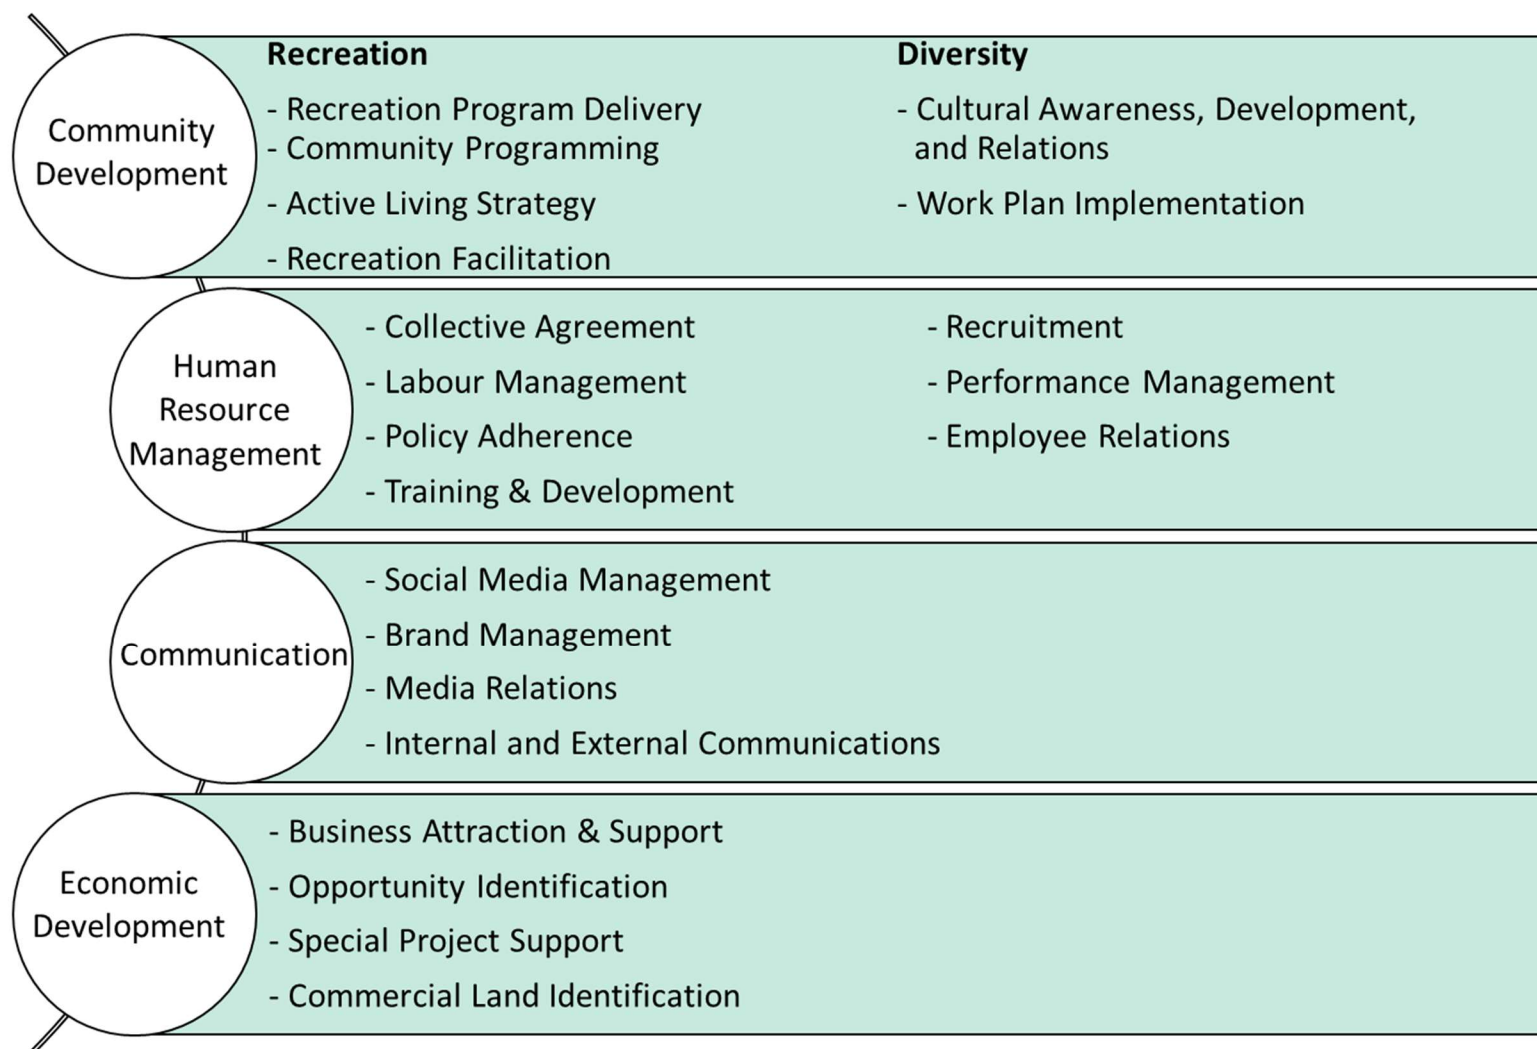 Community
Development
Recreation
- Recreation Program Delivery
- Community Programming
- Active Living Strategy
- Recreation Facilitation
Diversity
- Cultural Awareness, Development,
and Relations
- Work Plan Implementation
Human
Resource
Management
- Collective Agreement
- Labour Management
- Policy Adherence
- Training & Development
- Recruitment
- Performance Management
- Employee Relations
Communication
- Social Media Management
- Brand Management
- Media Relations
- Internal and External Communications
Economic
Development
- Business Attraction & Support
- Opportunity Identification
- Special Project Support
- Commercial Land Identification